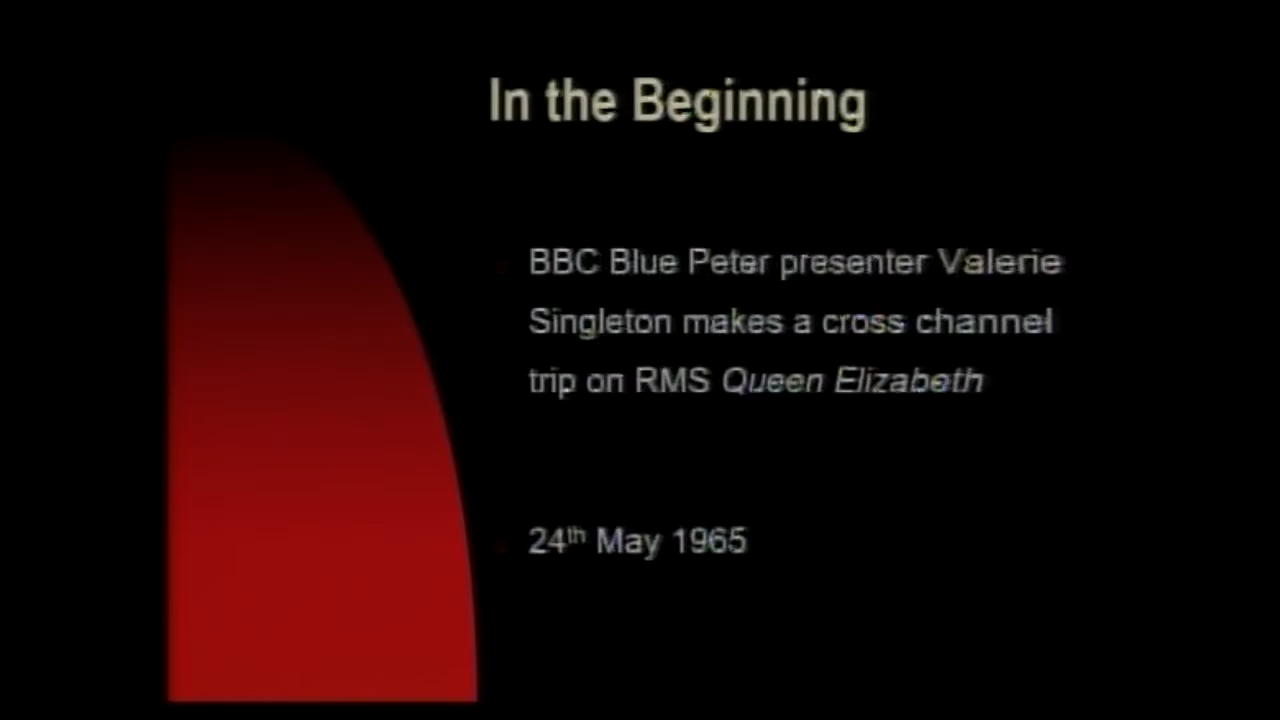 In the Beginning
BBC Blue Peter presenter Valerie
Singleton makes a cross channel
trip on RMS Queen Elizabeth
24th May 1965